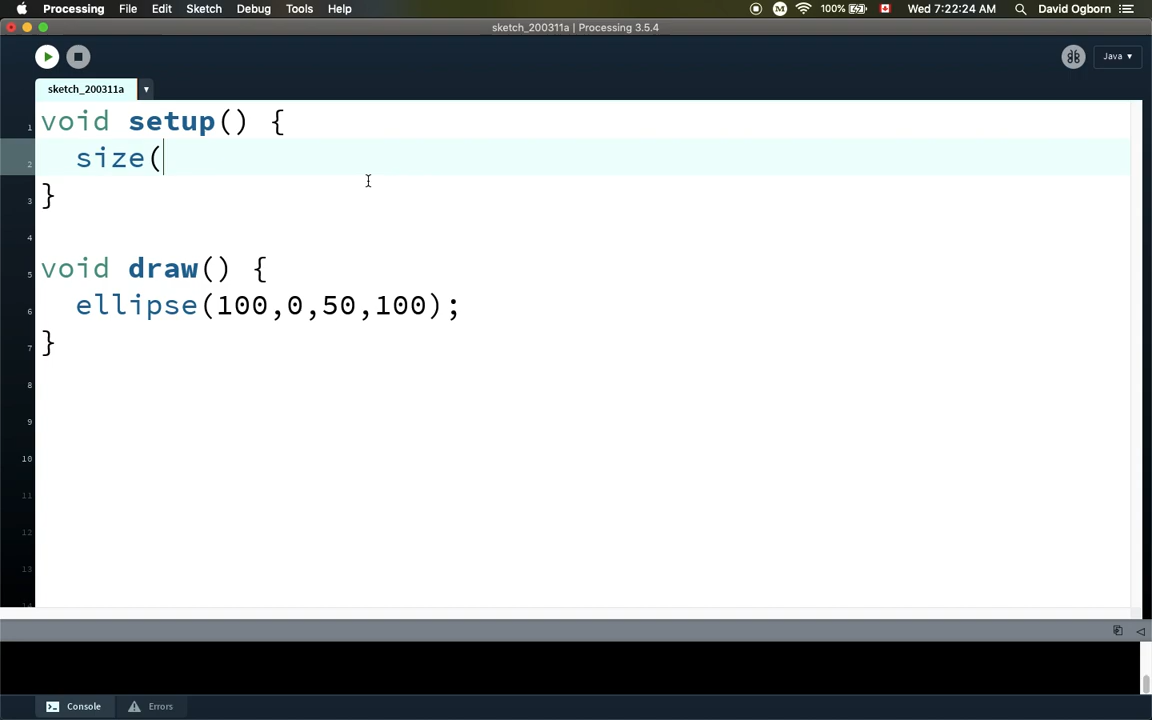 Processing File Edit Sketch Debug Tools Help M 100% Wed 7:22:24 AM David Ogborn
sketch_200311a | Processing 3.5.4
Java ▾
sketch_200311a ▾
1 void setup() {
2 size(
3 }
4
5 void draw() {
6 ellipse(100,0,50,100);
7 }
8
9
10
11
12
13
14
Console Errors